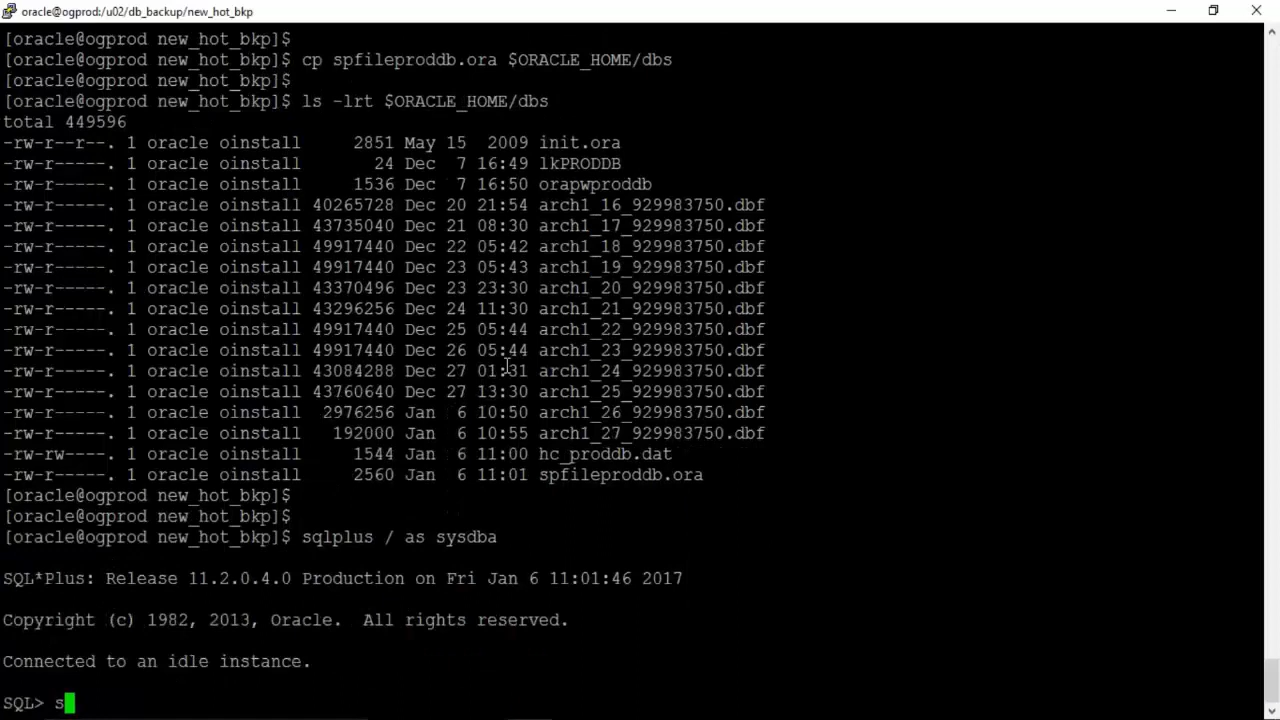 oracle@ogprod:/u02/db_backup/new_hot_bkp
[oracle@ogprod new_hot_bkp]$
[oracle@ogprod new_hot_bkp]$ cp spfileproddb.ora $ORACLE_HOME/dbs
[oracle@ogprod new_hot_bkp]$
[oracle@ogprod new_hot_bkp]$ ls -lrt $ORACLE_HOME/dbs
total 449596
-rw-r--r--. 1 oracle oinstall     2851 May 15  2009 init.ora
-rw-r-----. 1 oracle oinstall       24 Dec  7 16:49 lkPRODDB
-rw-r-----. 1 oracle oinstall     1536 Dec  7 16:50 orapwproddb
-rw-r-----. 1 oracle oinstall 40265728 Dec 20 21:54 arch1_16_929983750.dbf
-rw-r-----. 1 oracle oinstall 43735040 Dec 21 08:30 arch1_17_929983750.dbf
-rw-r-----. 1 oracle oinstall 49917440 Dec 22 05:42 arch1_18_929983750.dbf
-rw-r-----. 1 oracle oinstall 49917440 Dec 23 05:43 arch1_19_929983750.dbf
-rw-r-----. 1 oracle oinstall 43370496 Dec 23 23:30 arch1_20_929983750.dbf
-rw-r-----. 1 oracle oinstall 43296256 Dec 24 11:30 arch1_21_929983750.dbf
-rw-r-----. 1 oracle oinstall 49917440 Dec 25 05:44 arch1_22_929983750.dbf
-rw-r-----. 1 oracle oinstall 49917440 Dec 26 05:44 arch1_23_929983750.dbf
-rw-r-----. 1 oracle oinstall 43084288 Dec 27 01:31 arch1_24_929983750.dbf
-rw-r-----. 1 oracle oinstall 43760640 Dec 27 13:30 arch1_25_929983750.dbf
-rw-r-----. 1 oracle oinstall  2976256 Jan  6 10:50 arch1_26_929983750.dbf
-rw-r-----. 1 oracle oinstall   192000 Jan  6 10:55 arch1_27_929983750.dbf
-rw-rw----. 1 oracle oinstall     1544 Jan  6 11:00 hc_proddb.dat
-rw-r-----. 1 oracle oinstall     2560 Jan  6 11:01 spfileproddb.ora
[oracle@ogprod new_hot_bkp]$
[oracle@ogprod new_hot_bkp]$
[oracle@ogprod new_hot_bkp]$ sqlplus / as sysdba
SQL*Plus: Release 11.2.0.4.0 Production on Fri Jan 6 11:01:46 2017
Copyright (c) 1982, 2013, Oracle.  All rights reserved.
Connected to an idle instance.
SQL> s